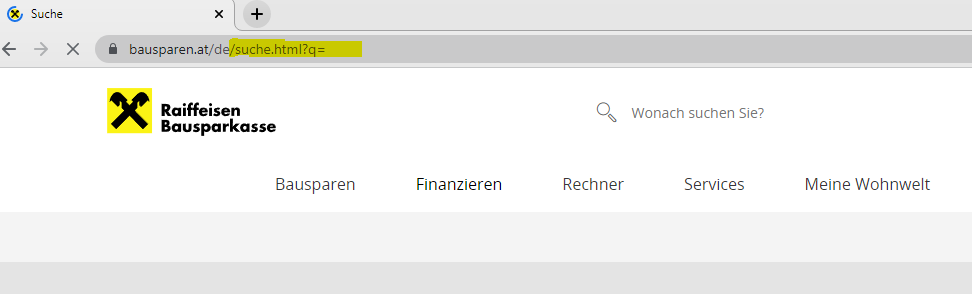 Suche
bausparen.at/de/suche.html?q=
Raiffeisen
Bausparkasse
Wonach suchen Sie?
Bausparen Finanzieren Rechner Services Meine Wohnwelt